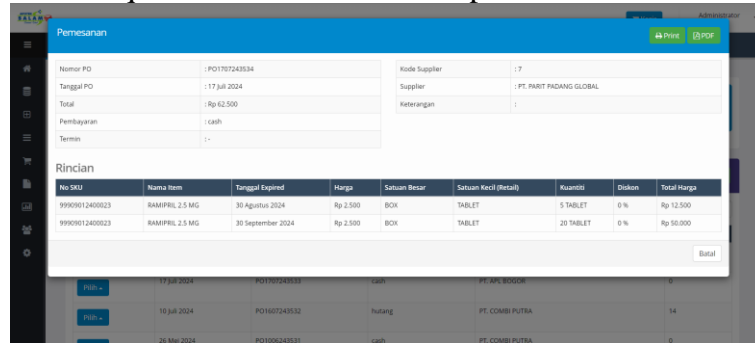 KALAM
Administrator
Pemesanan
Print PDF
Nomor PO : PO1707243534 Kode Supplier : 7
Tanggal PO : 17 Juli 2024 Supplier : PT. PARIT PADANG GLOBAL
Total : Rp 62.500 Keterangan :
Pembayaran : cash
Termin : -
Rincian
No SKU Nama Item Tanggal Expired Harga Satuan Besar Satuan Kecil (Retail) Kuantiti Diskon Total Harga
99909012400023 RAMIPRIL 2.5 MG 30 Agustus 2024 Rp 2.500 BOX TABLET 5 TABLET 0 % Rp 12.500
99909012400023 RAMIPRIL 2.5 MG 30 September 2024 Rp 2.500 BOX TABLET 20 TABLET 0 % Rp 50.000
Batal
Pilih 17 Juli 2024 PO1707243533 cash PT. APL BOGOR 0
Pilih 10 Juli 2024 PO1607243532 hutang PT. COMBI PUTRA 14
26 Mei 2024 PO1006243531 cash PT. COMBI PUTRA 0